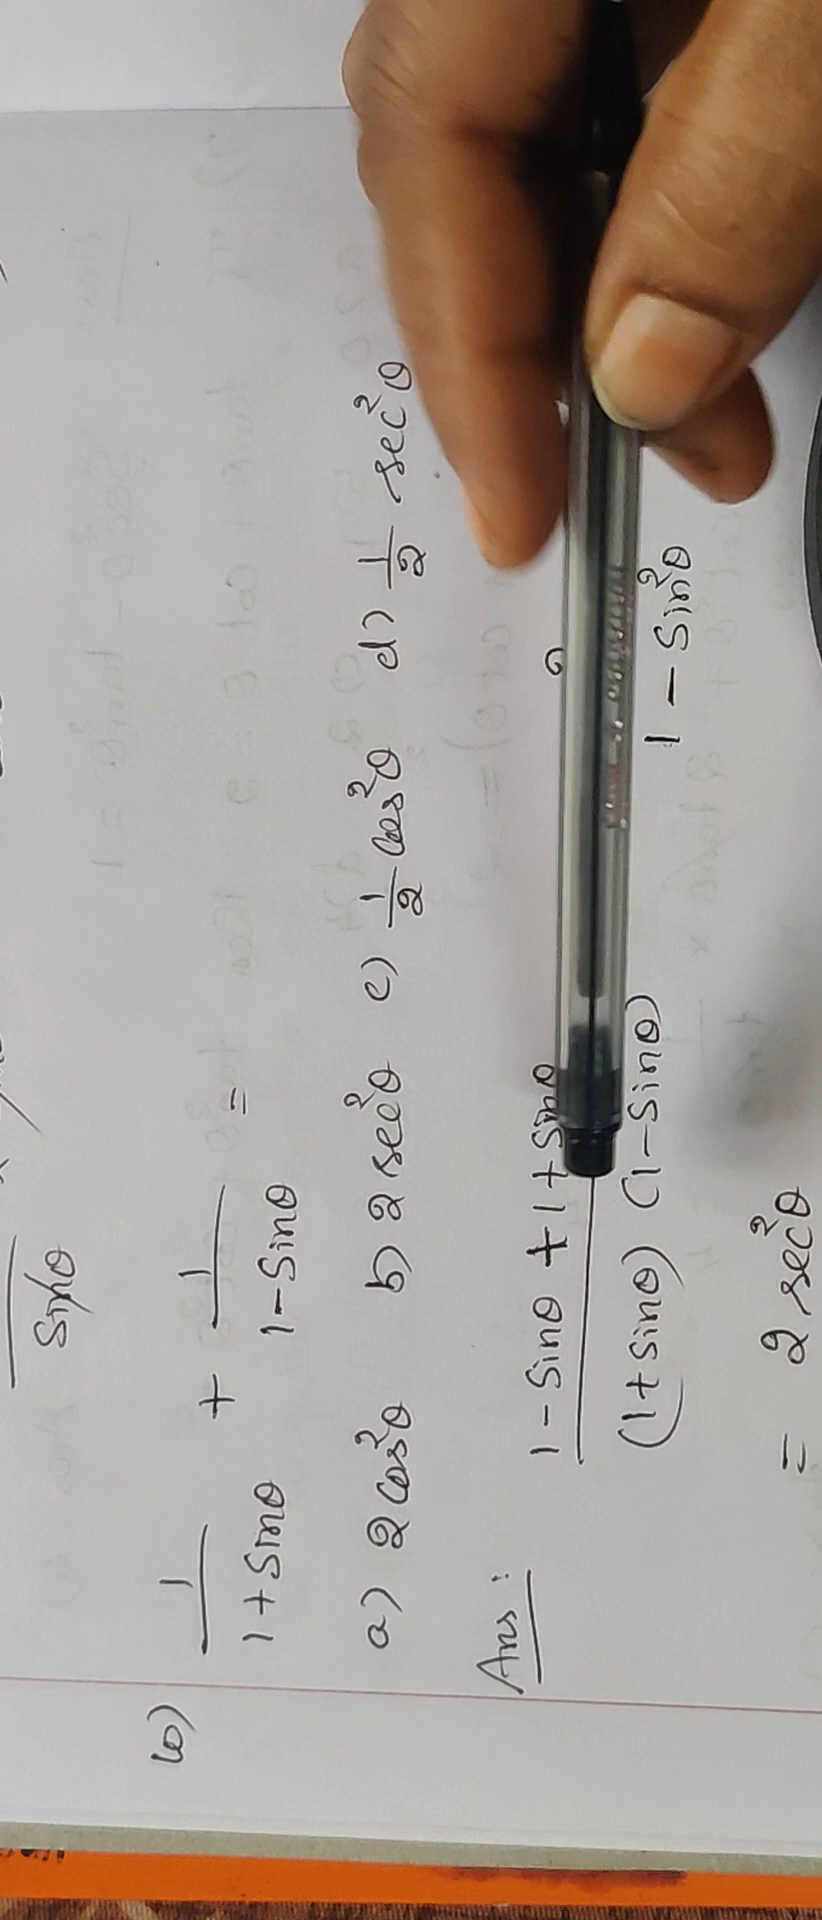 sinθ
6) 1/(1+sinθ) + 1/(1-sinθ) =
a) 2cos²θ b) 2sec²θ c) 1/2 cos²θ d) 1/2 sec²θ
Ans: (1-sinθ+1+sinθ)/((1+sinθ)(1-sinθ)) 2/(1-sin²θ)
= 2sec²θ